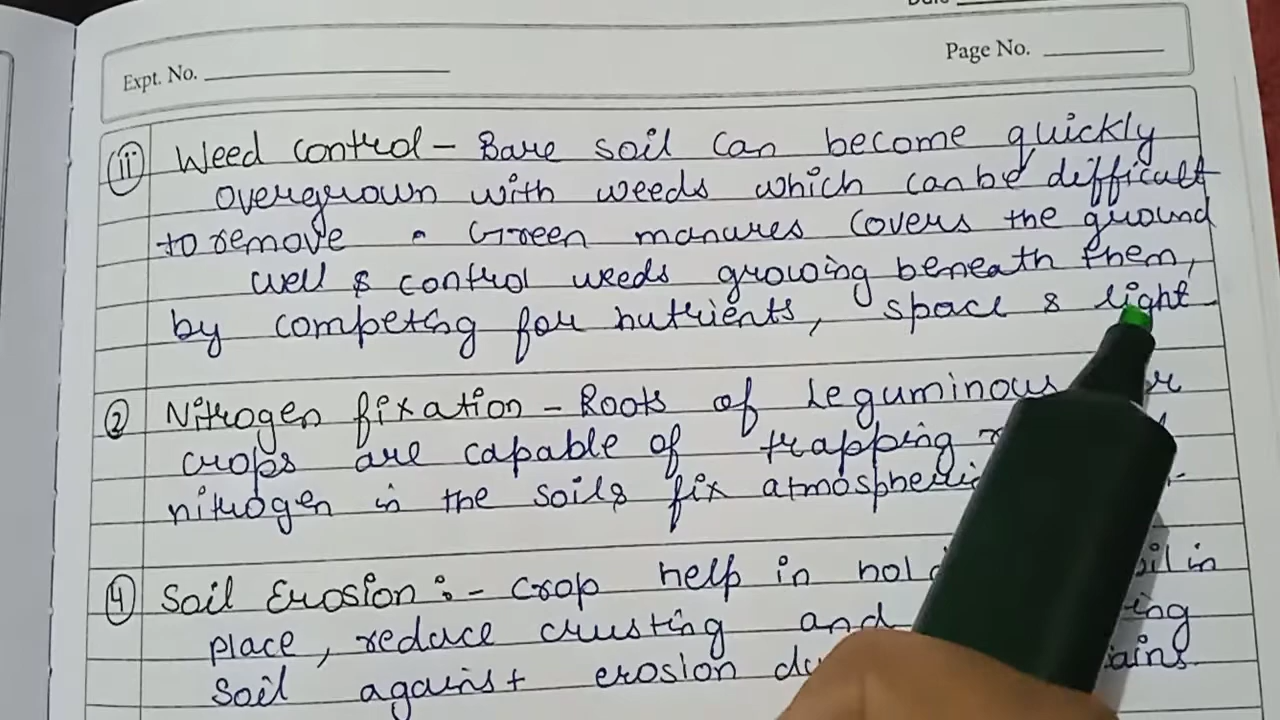 Expt. No.
Page No.
(ii) Weed control - Bare soil can become quickly
overgrown with weeds which can be difficult
to remove. Green manures covers the ground
well & control weeds growing beneath them,
by competing for nutrients, space & light
② Nitrogen fixation - Roots of leguminous
crops are capable of trapping
nitrogen in the soil & fix atmospheric
④ Soil Erosion :- Crop help in in
place, reduce crusting and
soil against erosion